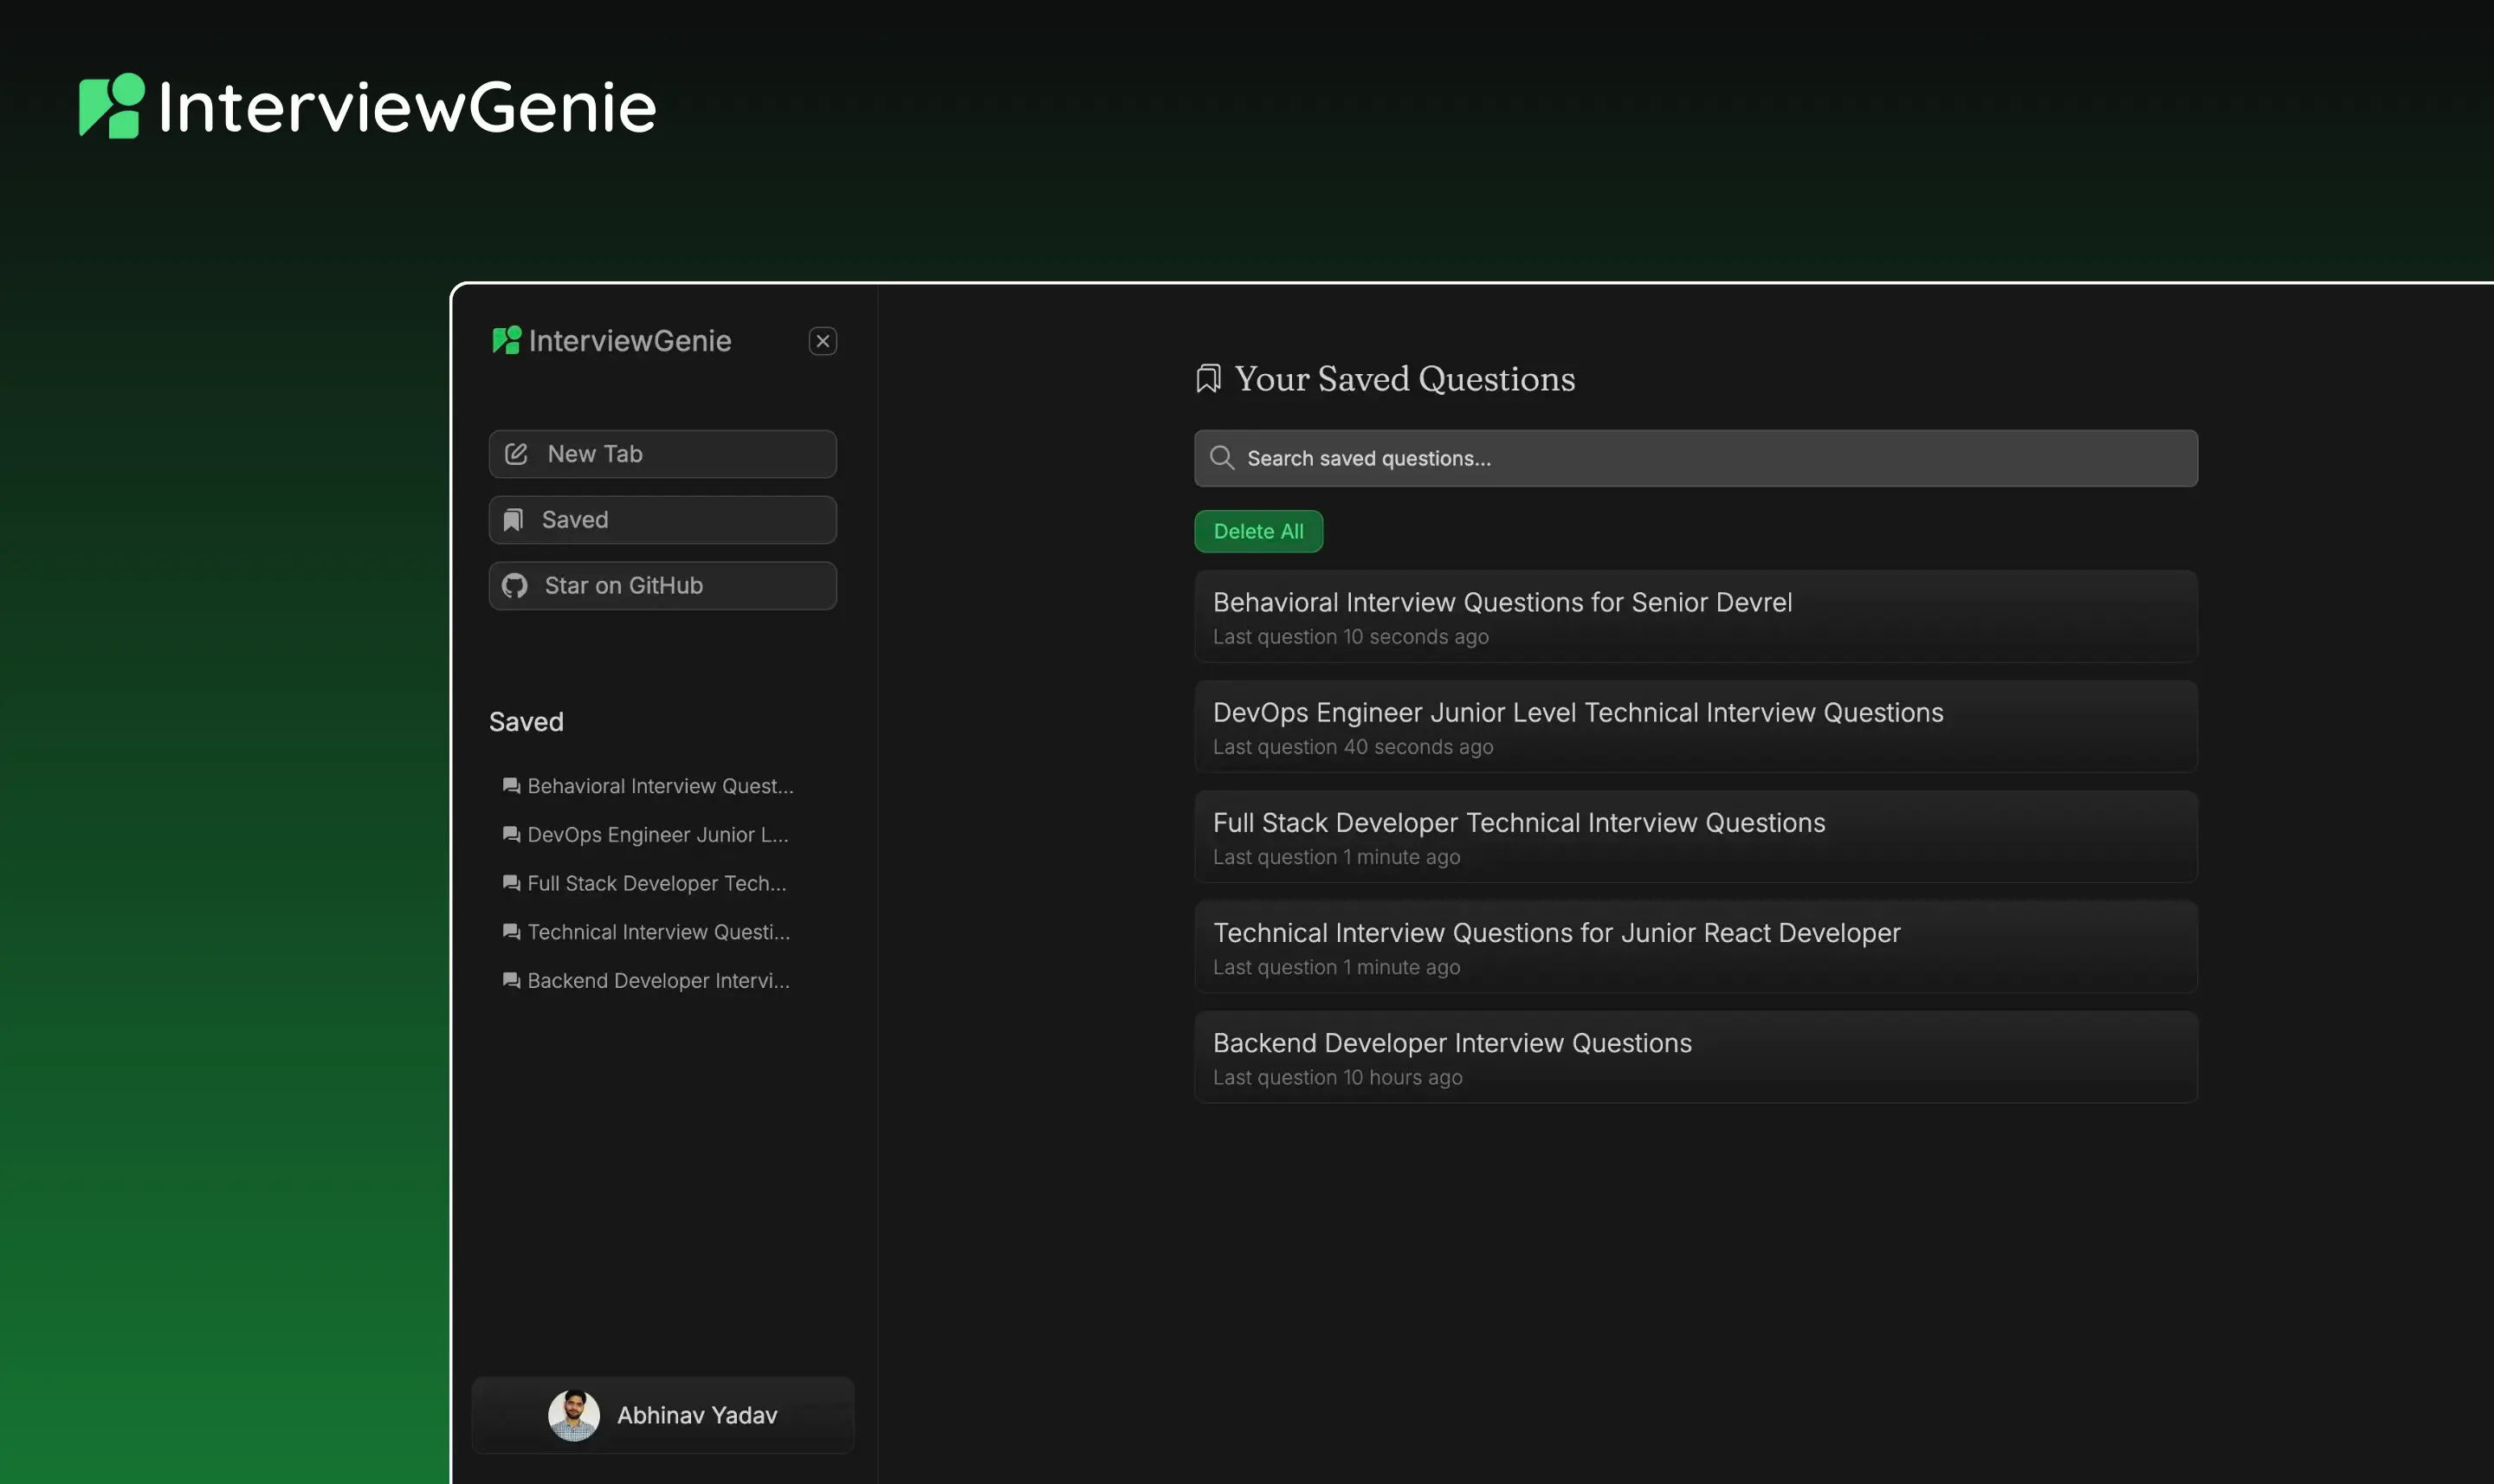 InterviewGenie
InterviewGenie
New Tab
Saved
Star on GitHub
Saved
Behavioral Interview Quest...
DevOps Engineer Junior L...
Full Stack Developer Tech...
Technical Interview Questi...
Backend Developer Intervi...
Abhinav Yadav
Your Saved Questions
Search saved questions...
Delete All
Behavioral Interview Questions for Senior Devrel
Last question 10 seconds ago
DevOps Engineer Junior Level Technical Interview Questions
Last question 40 seconds ago
Full Stack Developer Technical Interview Questions
Last question 1 minute ago
Technical Interview Questions for Junior React Developer
Last question 1 minute ago
Backend Developer Interview Questions
Last question 10 hours ago